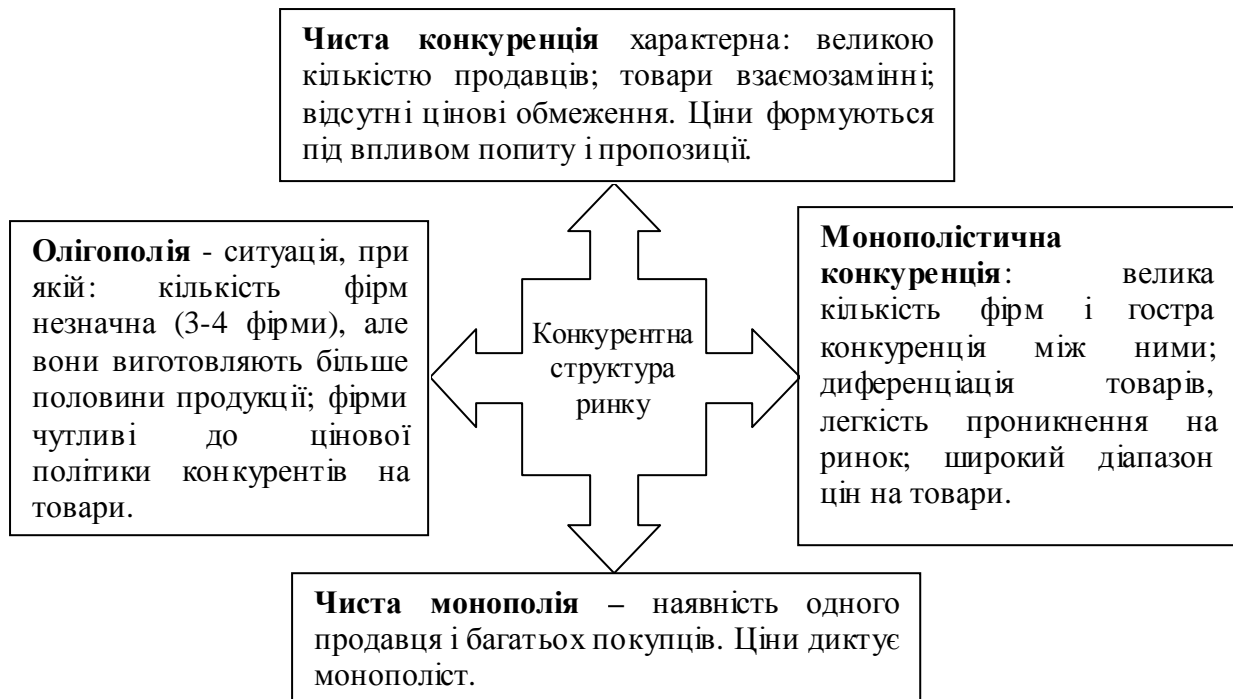 Чиста конкуренція характерна: великою
кількістю продавців; товари взаємозамінні;
відсутні цінові обмеження. Ціни формуються
під впливом попиту і пропозиції.
Олігополія - ситуація, при
якій: кількість фірм
незначна (3-4 фірми), але
вони виготовляють більше
половини продукції; фірми
чутливі до цінової
політики конкурентів на
товари.
Конкурентна
структура
ринку
Монополістична
конкуренція: велика
кількість фірм і гостра
конкуренція між ними;
диференціація товарів,
легкість проникнення на
ринок; широкий діапазон
цін на товари.
Чиста монополія – наявність одного
продавця і багатьох покупців. Ціни диктує
монополіст.